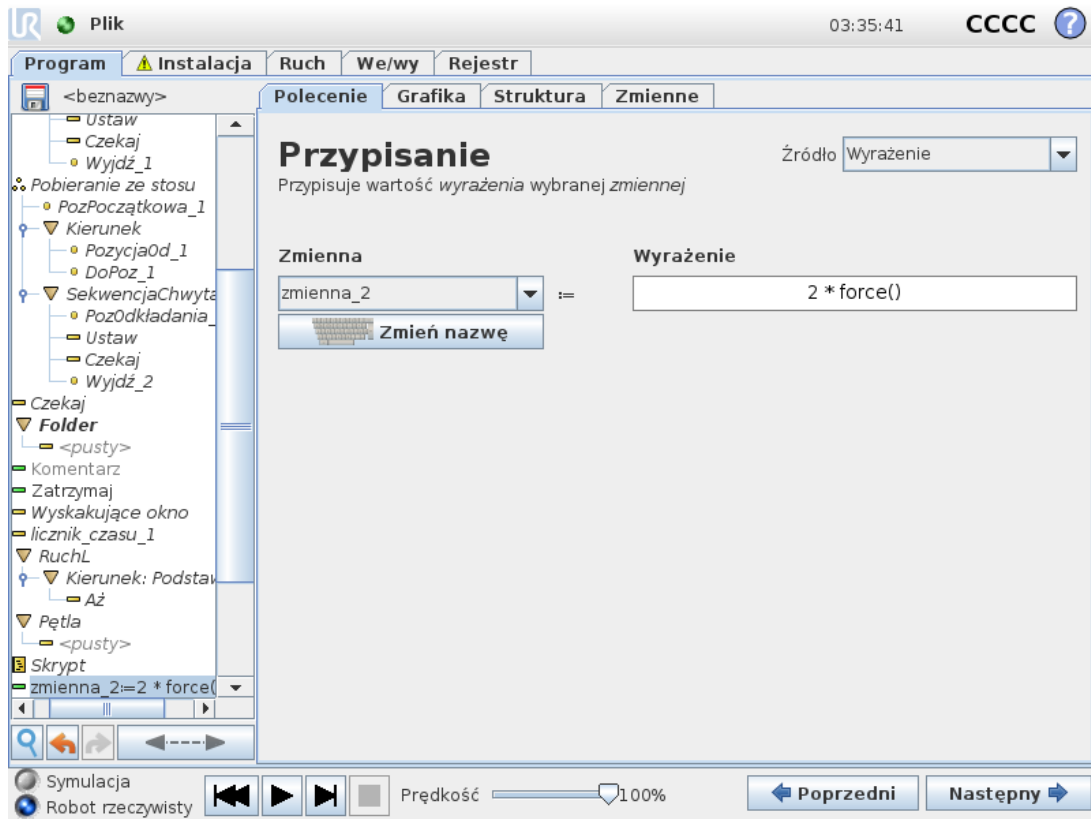 UR Plik 03:35:41 CCCC ?
Program Instalacja Ruch We/wy Rejestr
<beznazwy>
Polecenie Grafika Struktura Zmienne
Ustaw
Czekaj
Wyjdź_1
Pobieranie ze stosu
PozPoczątkowa_1
Kierunek
PozycjaOd_1
DoPoz_1
SekwencjaChwyta
PozOdkładania_
Ustaw
Czekaj
Wyjdź_2
Czekaj
Folder
<pusty>
Komentarz
Zatrzymaj
Wyskakujące okno
licznik_czasu_1
RuchL
Kierunek: Podstaw
Aż
Pętla
<pusty>
Skrypt
zmienna_2:=2 * force(
Przypisanie
Źródło Wyrażenie
Przypisuje wartość wyrażenia wybranej zmiennej
Zmienna Wyrażenie
zmienna_2 := 2 * force()
Zmień nazwę
Symulacja
Robot rzeczywisty
Prędkość 100%
Poprzedni Następny